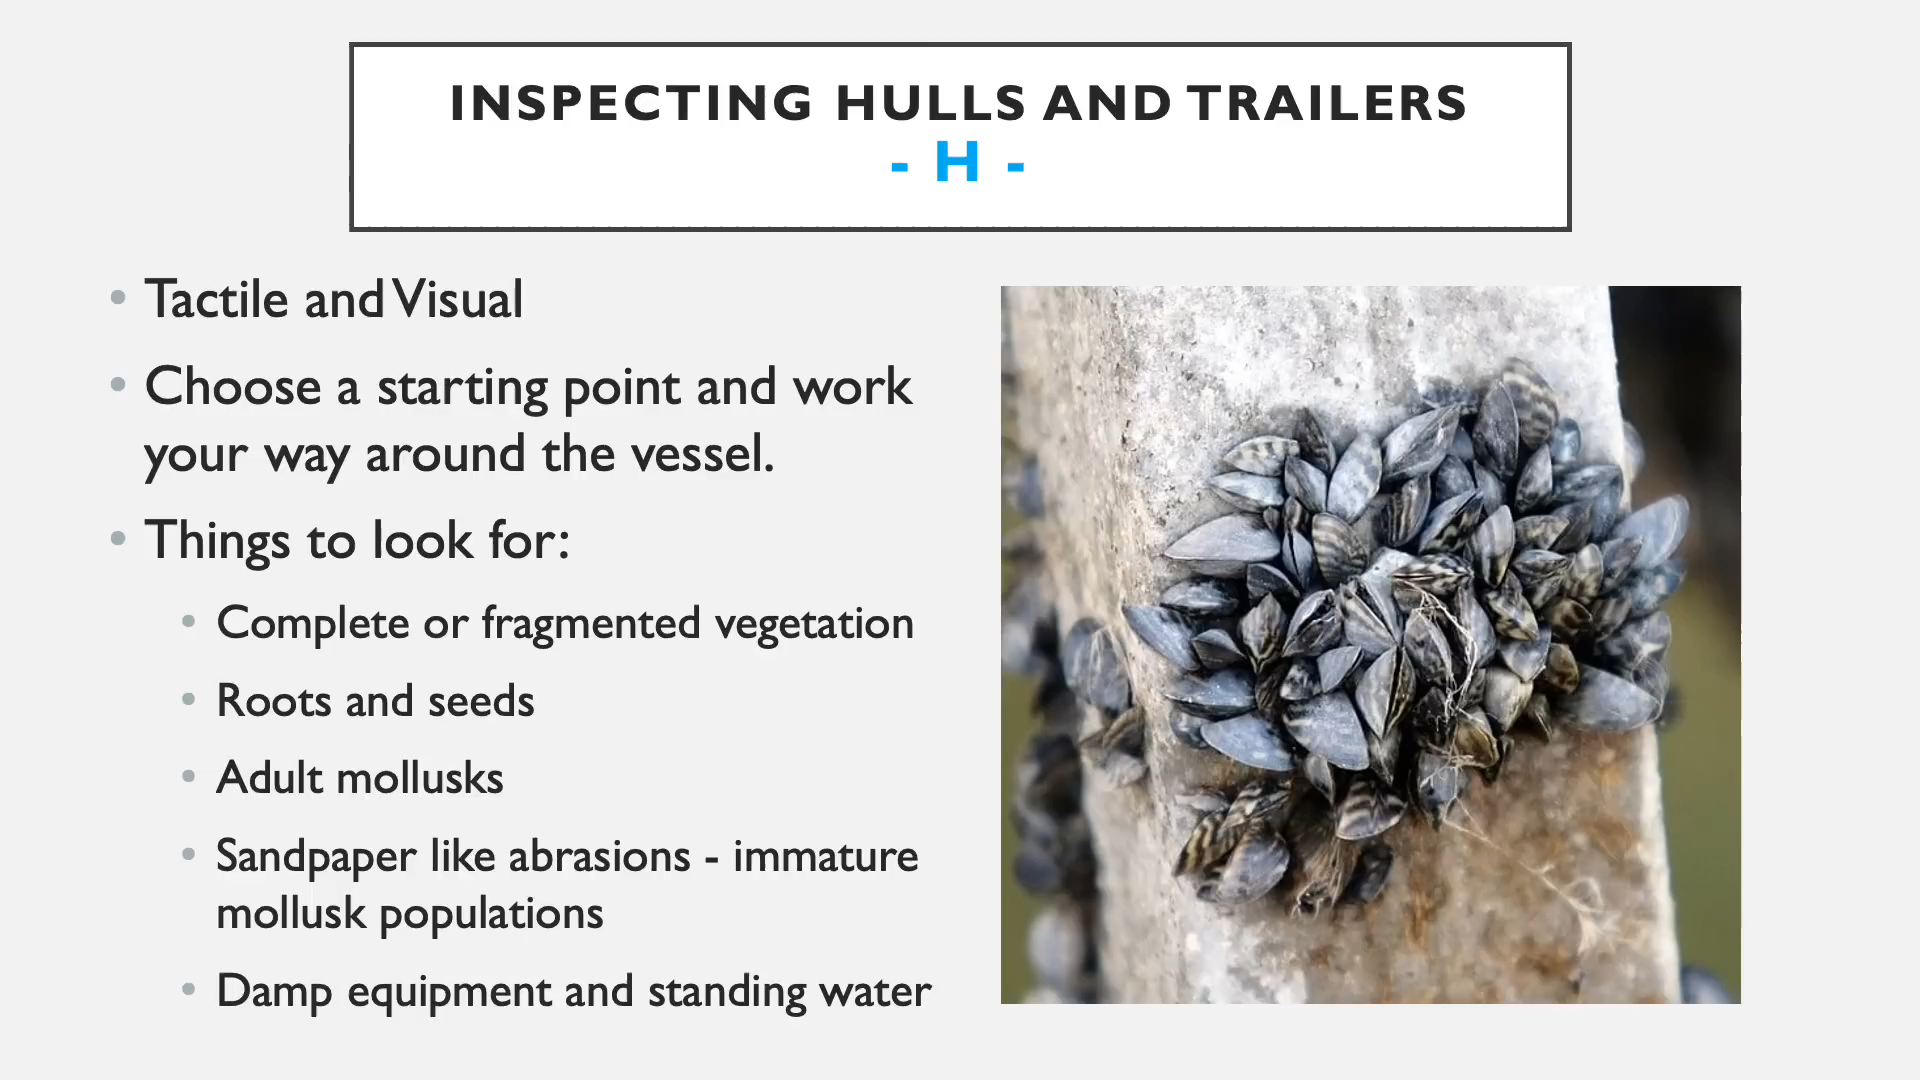 INSPECTING HULLS AND TRAILERS
- H -
• Tactile and Visual
• Choose a starting point and work
your way around the vessel.
• Things to look for:
• Complete or fragmented vegetation
• Roots and seeds
• Adult mollusks
• Sandpaper like abrasions - immature
mollusk populations
• Damp equipment and standing water